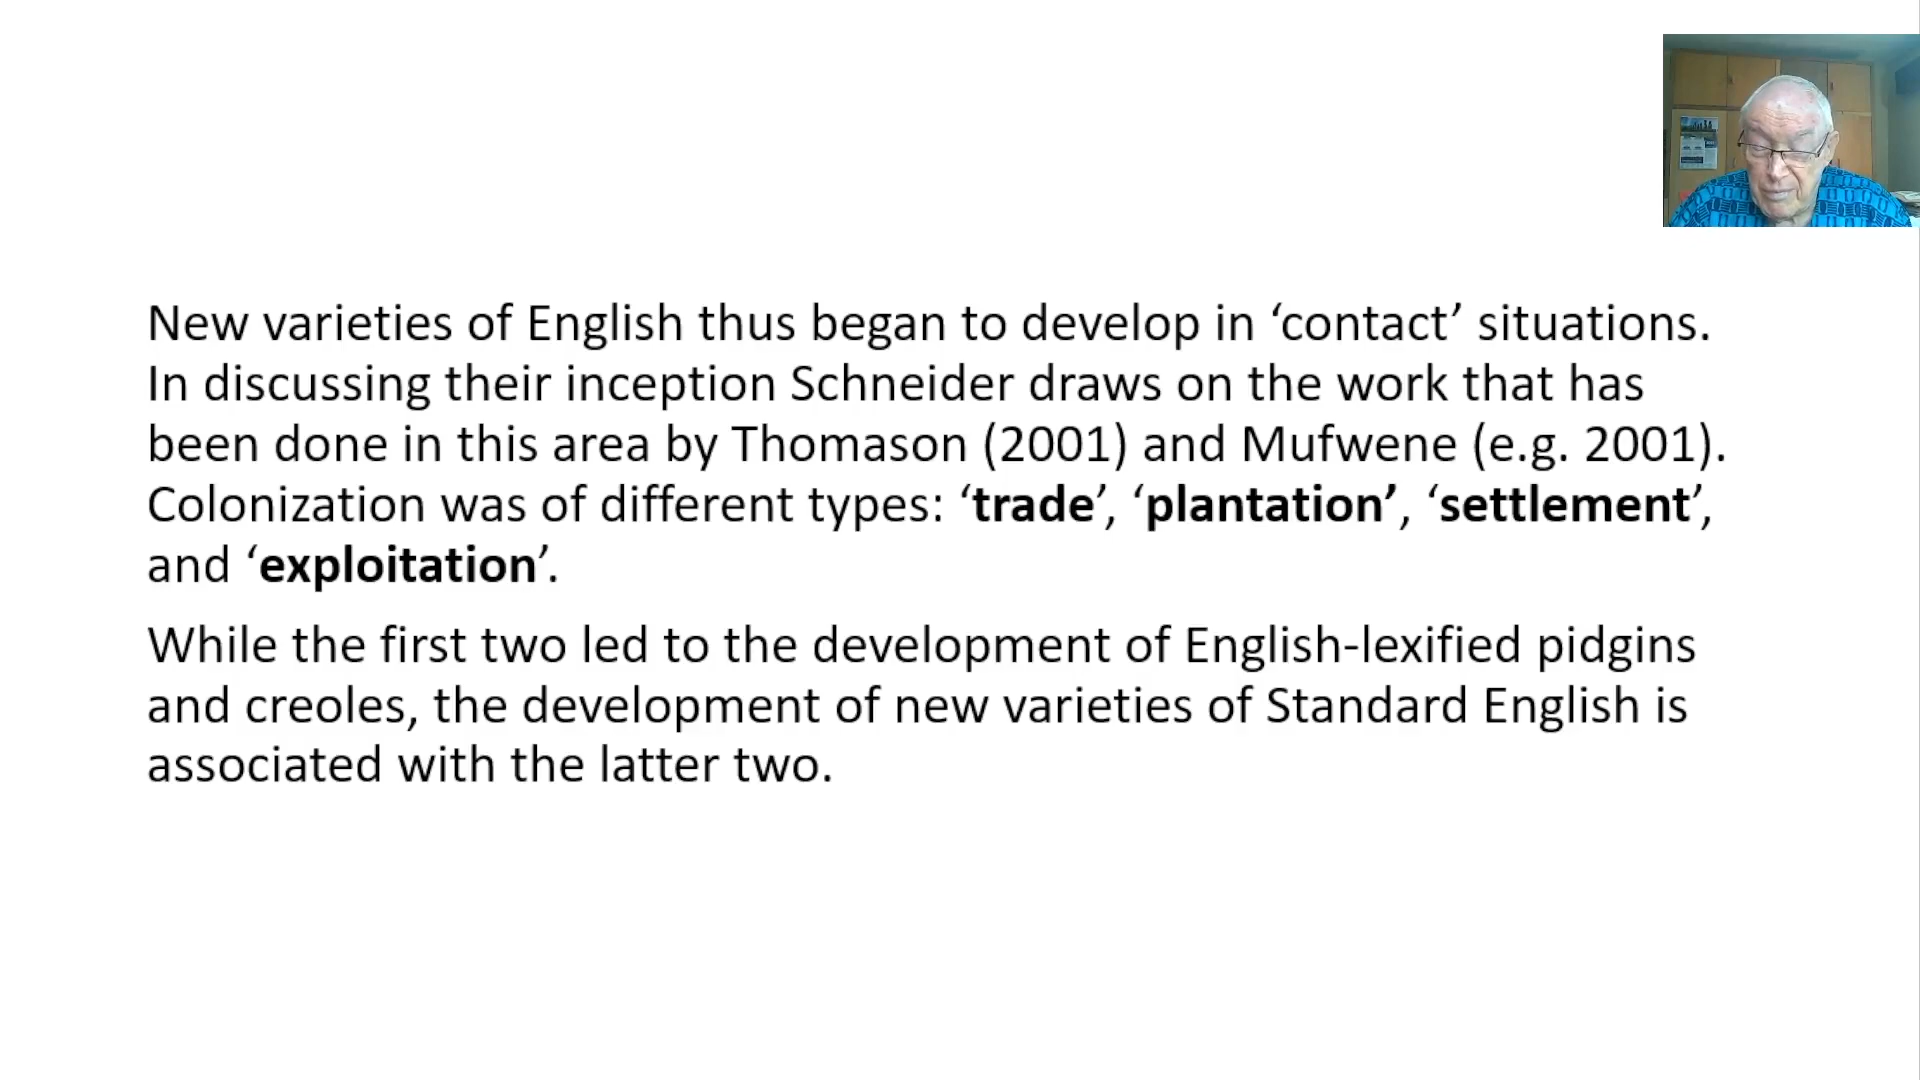 New varieties of English thus began to develop in ‘contact’ situations.
In discussing their inception Schneider draws on the work that has
been done in this area by Thomason (2001) and Mufwene (e.g. 2001).
Colonization was of different types: ‘trade’, ‘plantation’, ‘settlement’,
and ‘exploitation’.
While the first two led to the development of English-lexified pidgins
and creoles, the development of new varieties of Standard English is
associated with the latter two.